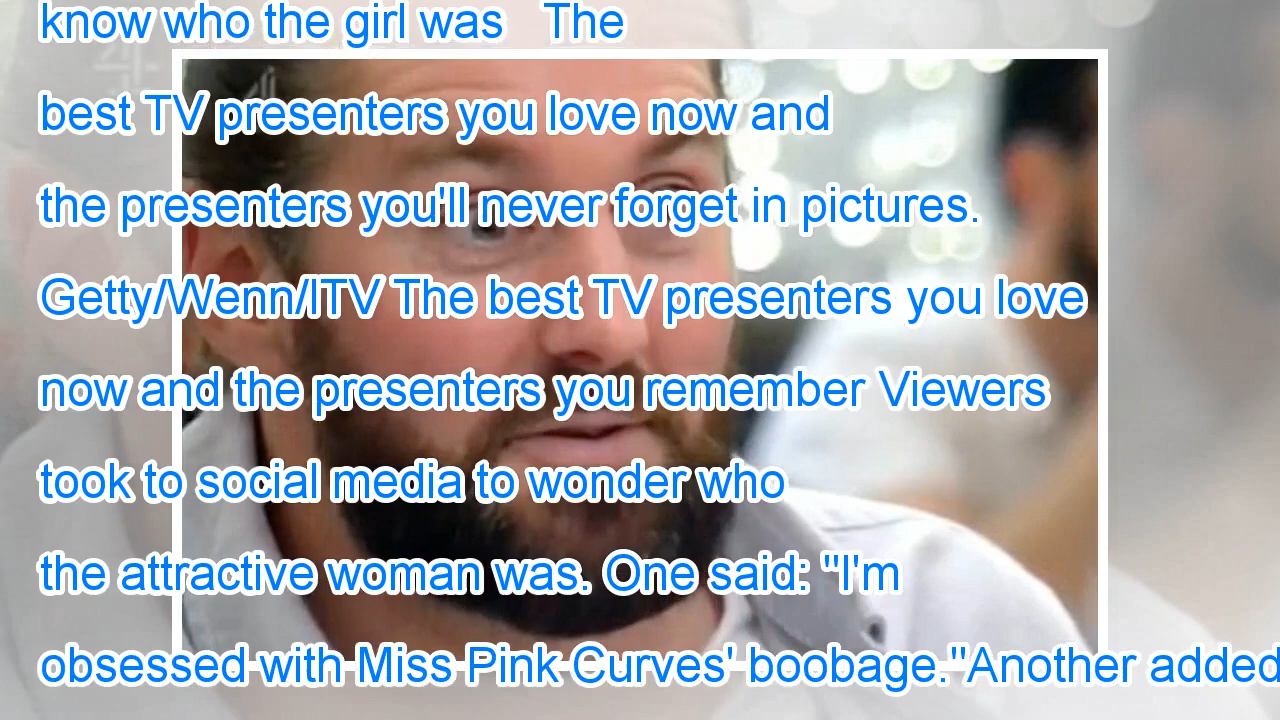 know who the girl was   The
best TV presenters you love now and
the presenters you'll never forget in pictures.
Getty/Wenn/ITV The best TV presenters you love
now and the presenters you remember Viewers
took to social media to wonder who
the attractive woman was. One said: "I'm
obsessed with Miss Pink Curves' boobage."Another added